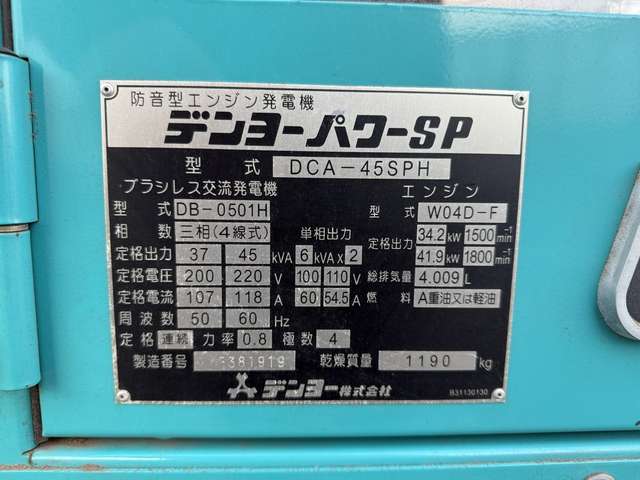 防音型エンジン発電機
デンヨーパワーSP
型式 DCA-45SPH
ブラシレス交流発電機 エンジン
型式 DB-0501H 型式 W04D-F
相数 三相(4線式) 単相出力 定格出力 34.2 kW 1500 min-1
定格出力 37 45 kVA 6 kVA x 2 41.9 kW 1800 min-1
定格電圧 200 220 V 100 110 V 総排気量 4.009 L
定格電流 107 118 A 60 54.5 A 燃料 A重油又は軽油
周波数 50 60 Hz
定格 連続 力率 0.8 極数 4
製造番号 乾燥質量 1190 kg
デンヨー株式会社
B31130130